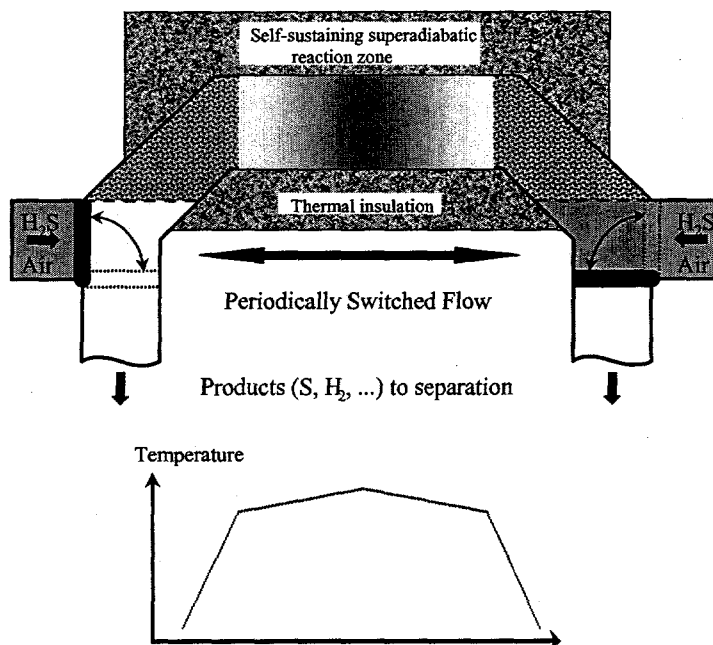 Self-sustaining superadiabatic
reaction zone
Thermal insulation
H₂S
Air
H₂S
Air
Periodically Switched Flow
Products (S, H₂, ...) to separation
Temperature